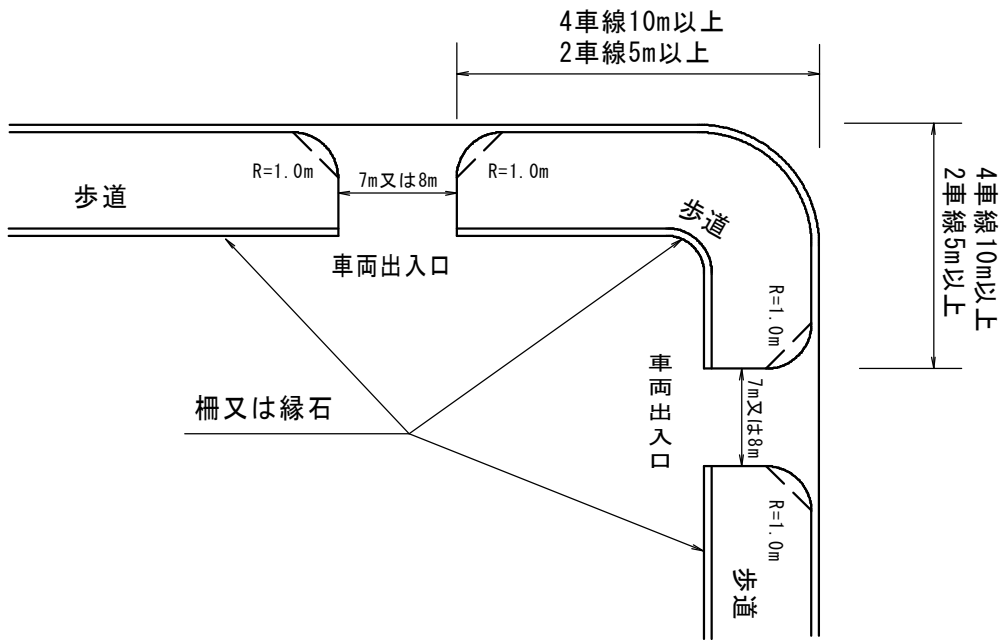 4車線10m以上
2車線5m以上
R=1.0m
7m又は8m
R=1.0m
歩道
歩道
車両出入口
4車線10m以上
2車線5m以上
R=1.0m
車両出入口
7m又は8m
柵又は縁石
R=1.0m
歩道